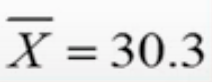 X̅ = 30.3